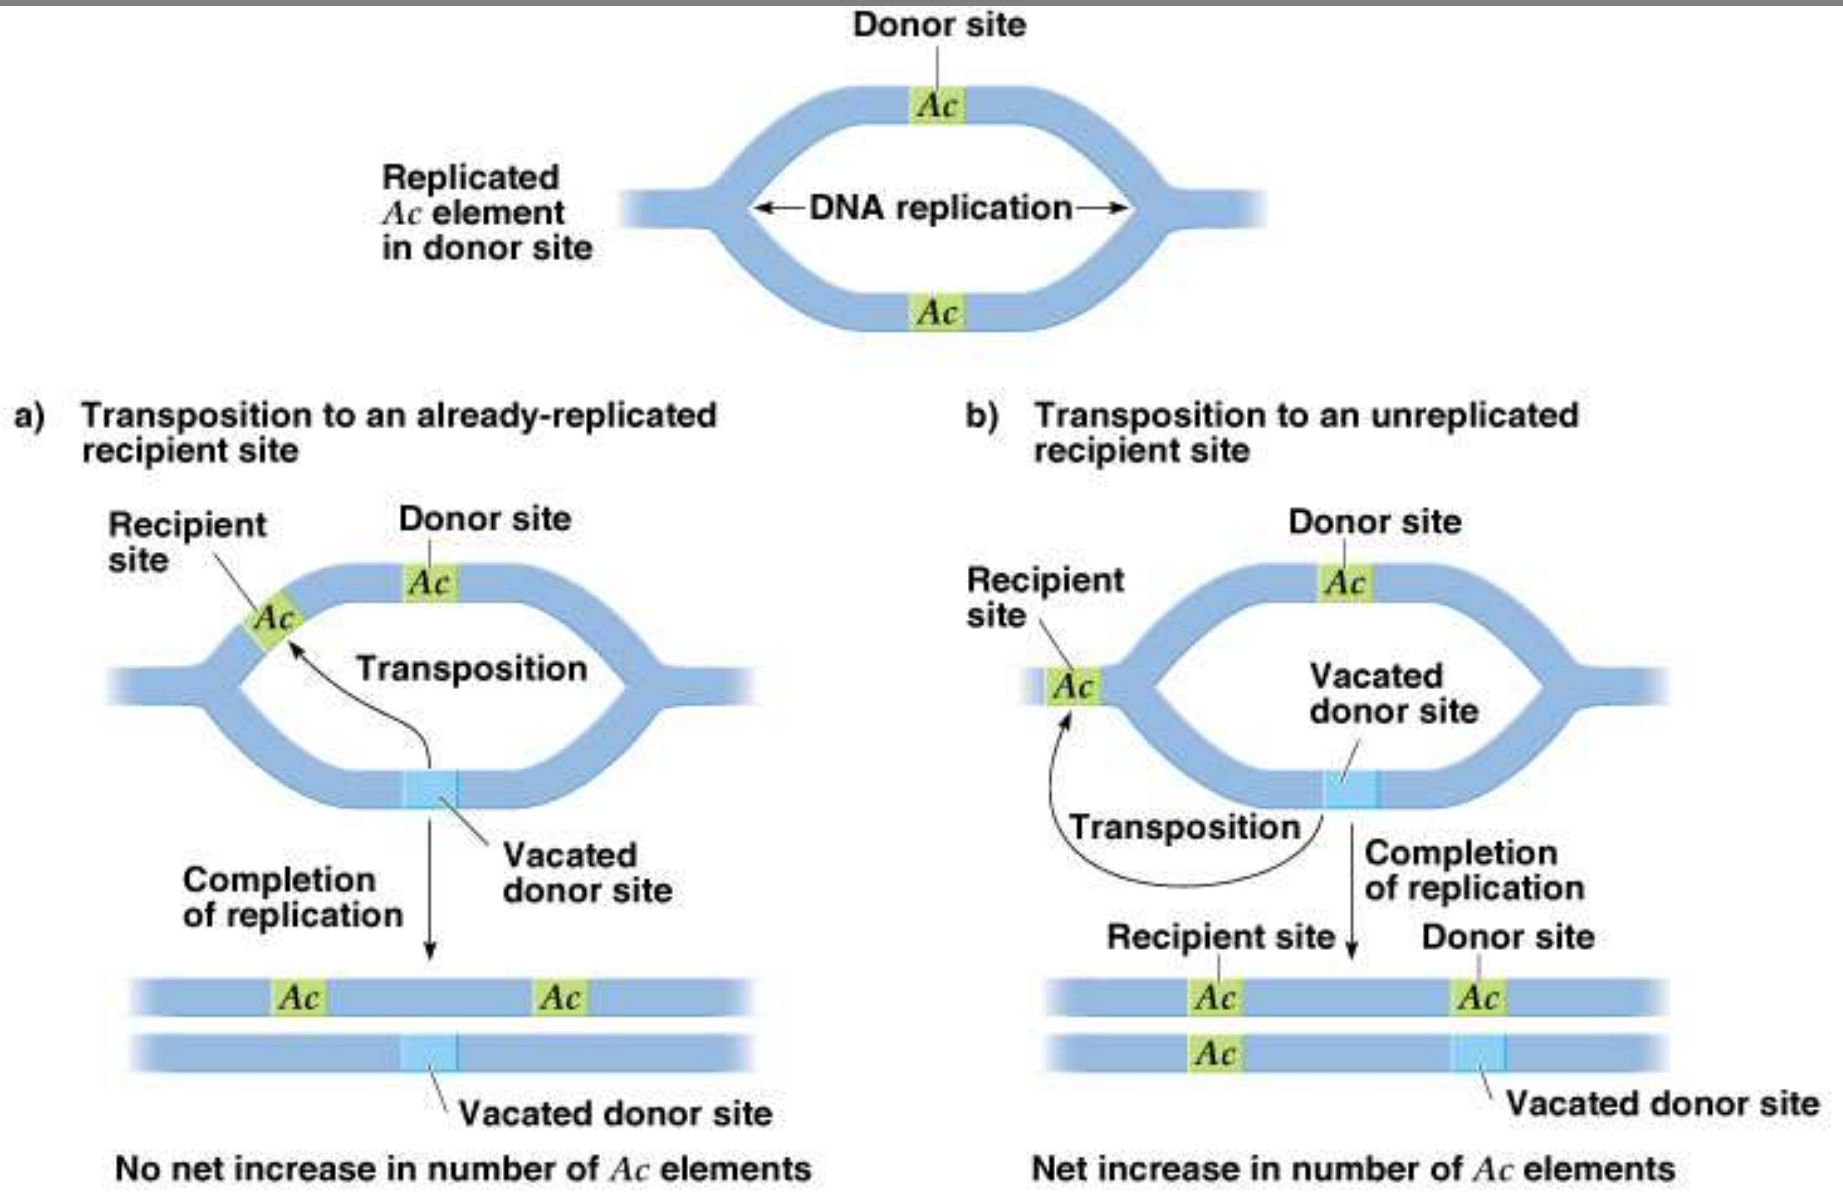 Donor site
Ac
Replicated
Ac element
in donor site
DNA replication
Ac
a) Transposition to an already-replicated
recipient site
Recipient
site
Donor site
Ac
Ac
Transposition
Vacated
donor site
Completion
of replication
Ac Ac
Vacated donor site
No net increase in number of Ac elements
b) Transposition to an unreplicated
recipient site
Donor site
Recipient
site
Ac
Ac
Vacated
donor site
Transposition
Completion
of replication
Recipient site Donor site
Ac Ac
Ac
Vacated donor site
Net increase in number of Ac elements